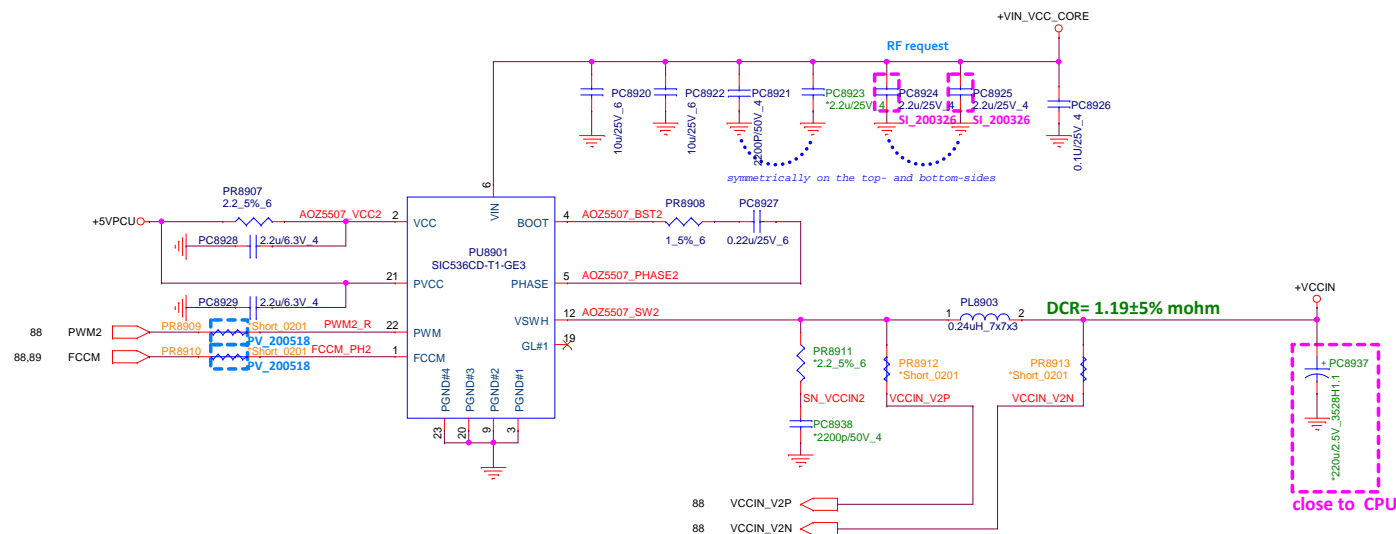 +VIN_VCC_CORE
RF request
PC8920
10u/25V_6
PC8922
10u/25V_6
PC8921
2200P/50V_4
PC8923
*2.2u/25V_4
PC8924
2.2u/25V_4
SI_200326
PC8925
2.2u/25V_4
SI_200326
PC8926
0.1U/25V_4
symmetrically on the top- and bottom-sides
6
VIN
PR8907
2.2_5%_6
+5VPCU
AOZ5507_VCC2
2
VCC
BOOT
4
AOZ5507_BST2
PR8908
1_5%_6
PC8927
0.22u/25V_6
PC8928
2.2u/6.3V_4
PU8901
SIC536CD-T1-GE3
21
PVCC
PHASE
5
AOZ5507_PHASE2
PC8929
2.2u/6.3V_4
VSWH
12
AOZ5507_SW2
PL8903
1
2
0.24uH_7x7x3
DCR= 1.19±5% mohm
+VCCIN
88
PWM2
PR8909
*Short_0201
PWM2_R
22
PWM
PV_200518
GL#1
19
88,89
FCCM
PR8910
*Short_0201
FCCM_PH2
1
FCCM
PV_200518
PR8911
*2.2_5%_6
PR8912
*Short_0201
PR8913
*Short_0201
+
PC8937
*220u/2.5V_3528H1.1
PGND#4
PGND#3
PGND#2
PGND#1
23
20
9
3
SN_VCCIN2
VCCIN_V2P
VCCIN_V2N
PC8938
*2200p/50V_4
88
VCCIN_V2P
close to CPU
88
VCCIN_V2N